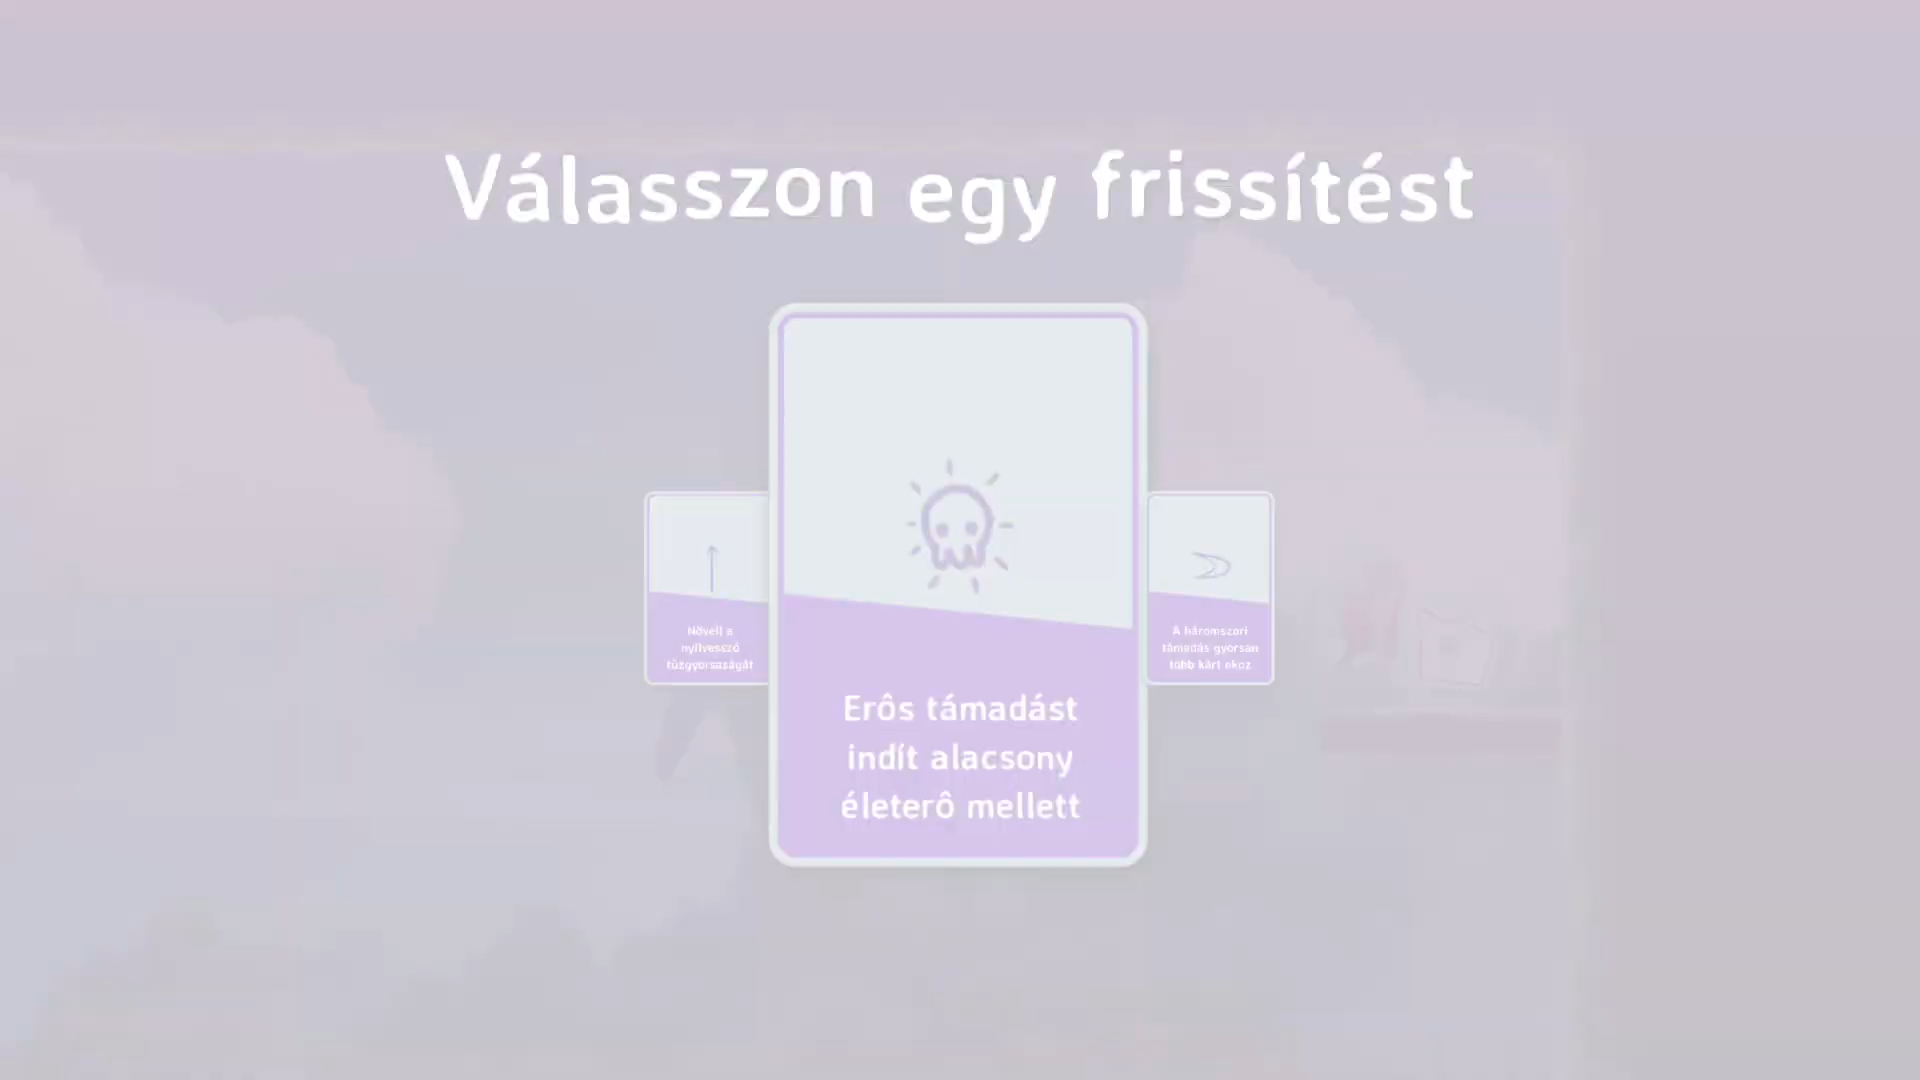 Válasszon egy frissítést
Növeli a
nyílvessző
tűzgyorsaságát
Erôs támadást
indít alacsony
életerô mellett
A háromszori
támadás gyorsan
több kárt okoz